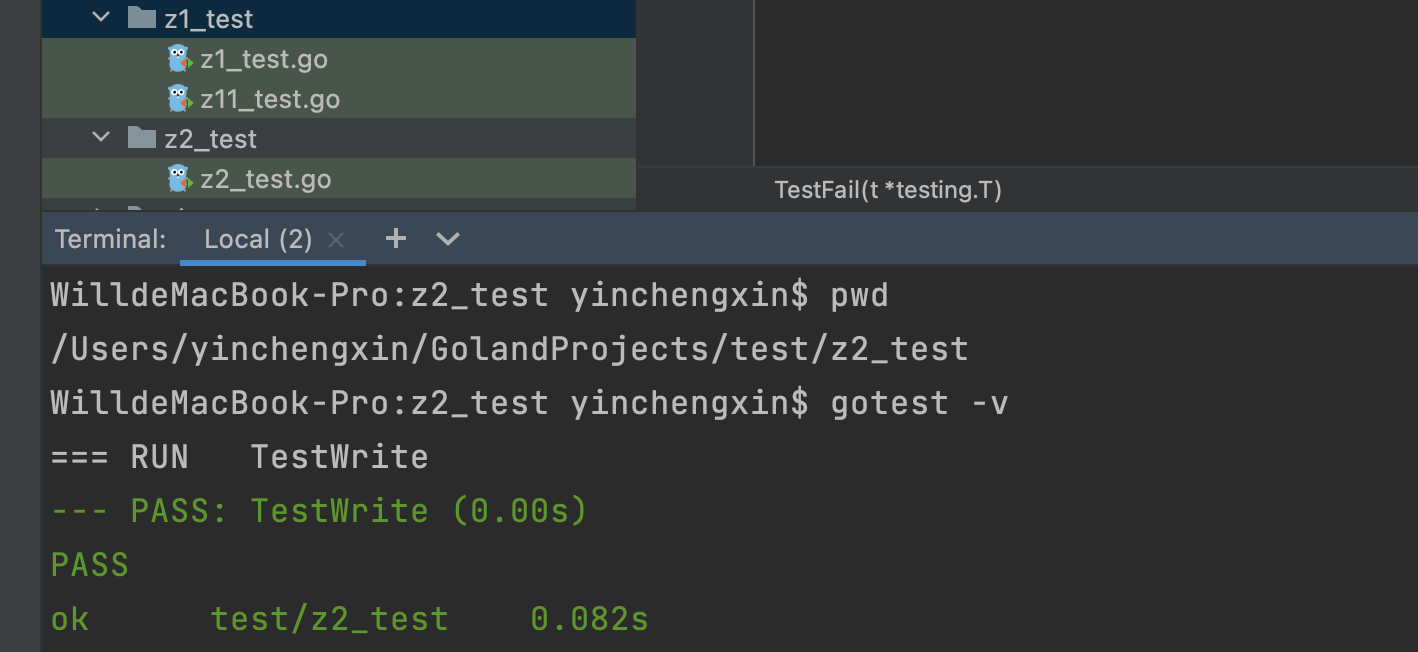 z1_test
z1_test.go
z11_test.go
z2_test
z2_test.go
TestFail(t *testing.T)
Terminal: Local (2)
WilldeMacBook-Pro:z2_test yinchengxin$ pwd
/Users/yinchengxin/GolandProjects/test/z2_test
WilldeMacBook-Pro:z2_test yinchengxin$ gotest -v
=== RUN   TestWrite
--- PASS: TestWrite (0.00s)
PASS
ok      test/z2_test    0.082s